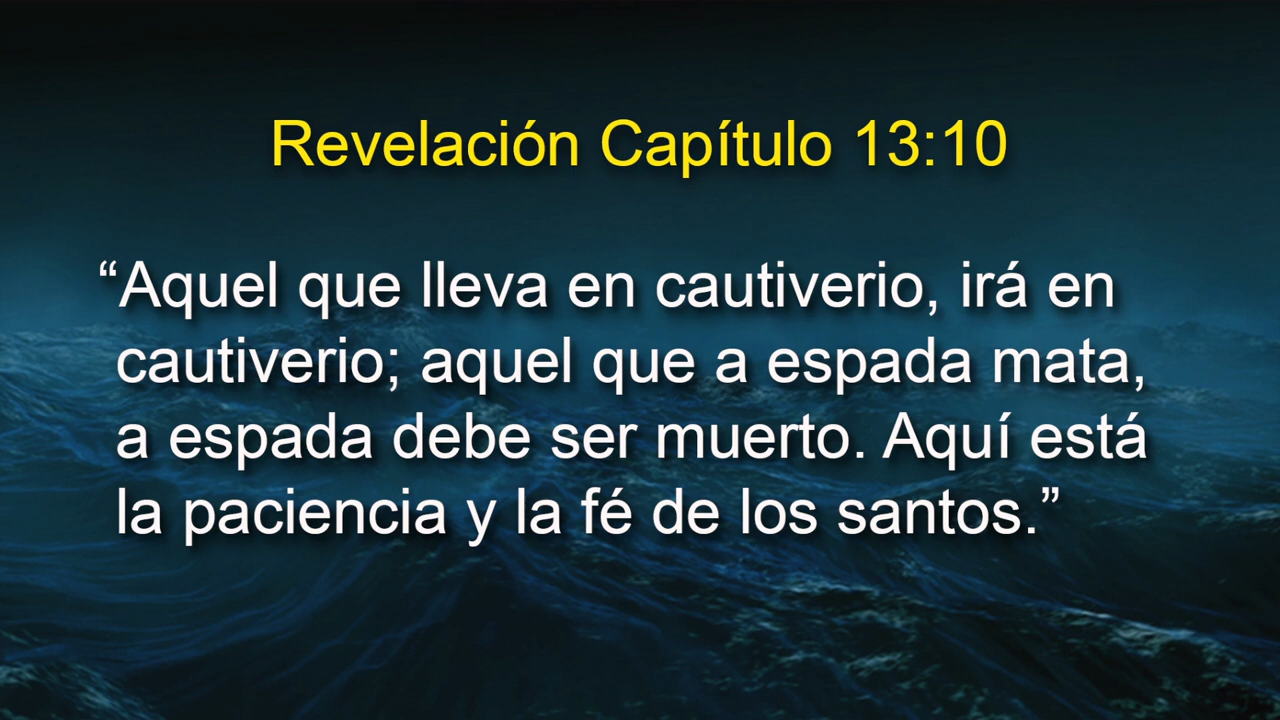 Revelación Capítulo 13:10
“Aquel que lleva en cautiverio, irá en
cautiverio; aquel que a espada mata,
a espada debe ser muerto. Aquí está
la paciencia y la fé de los santos.”